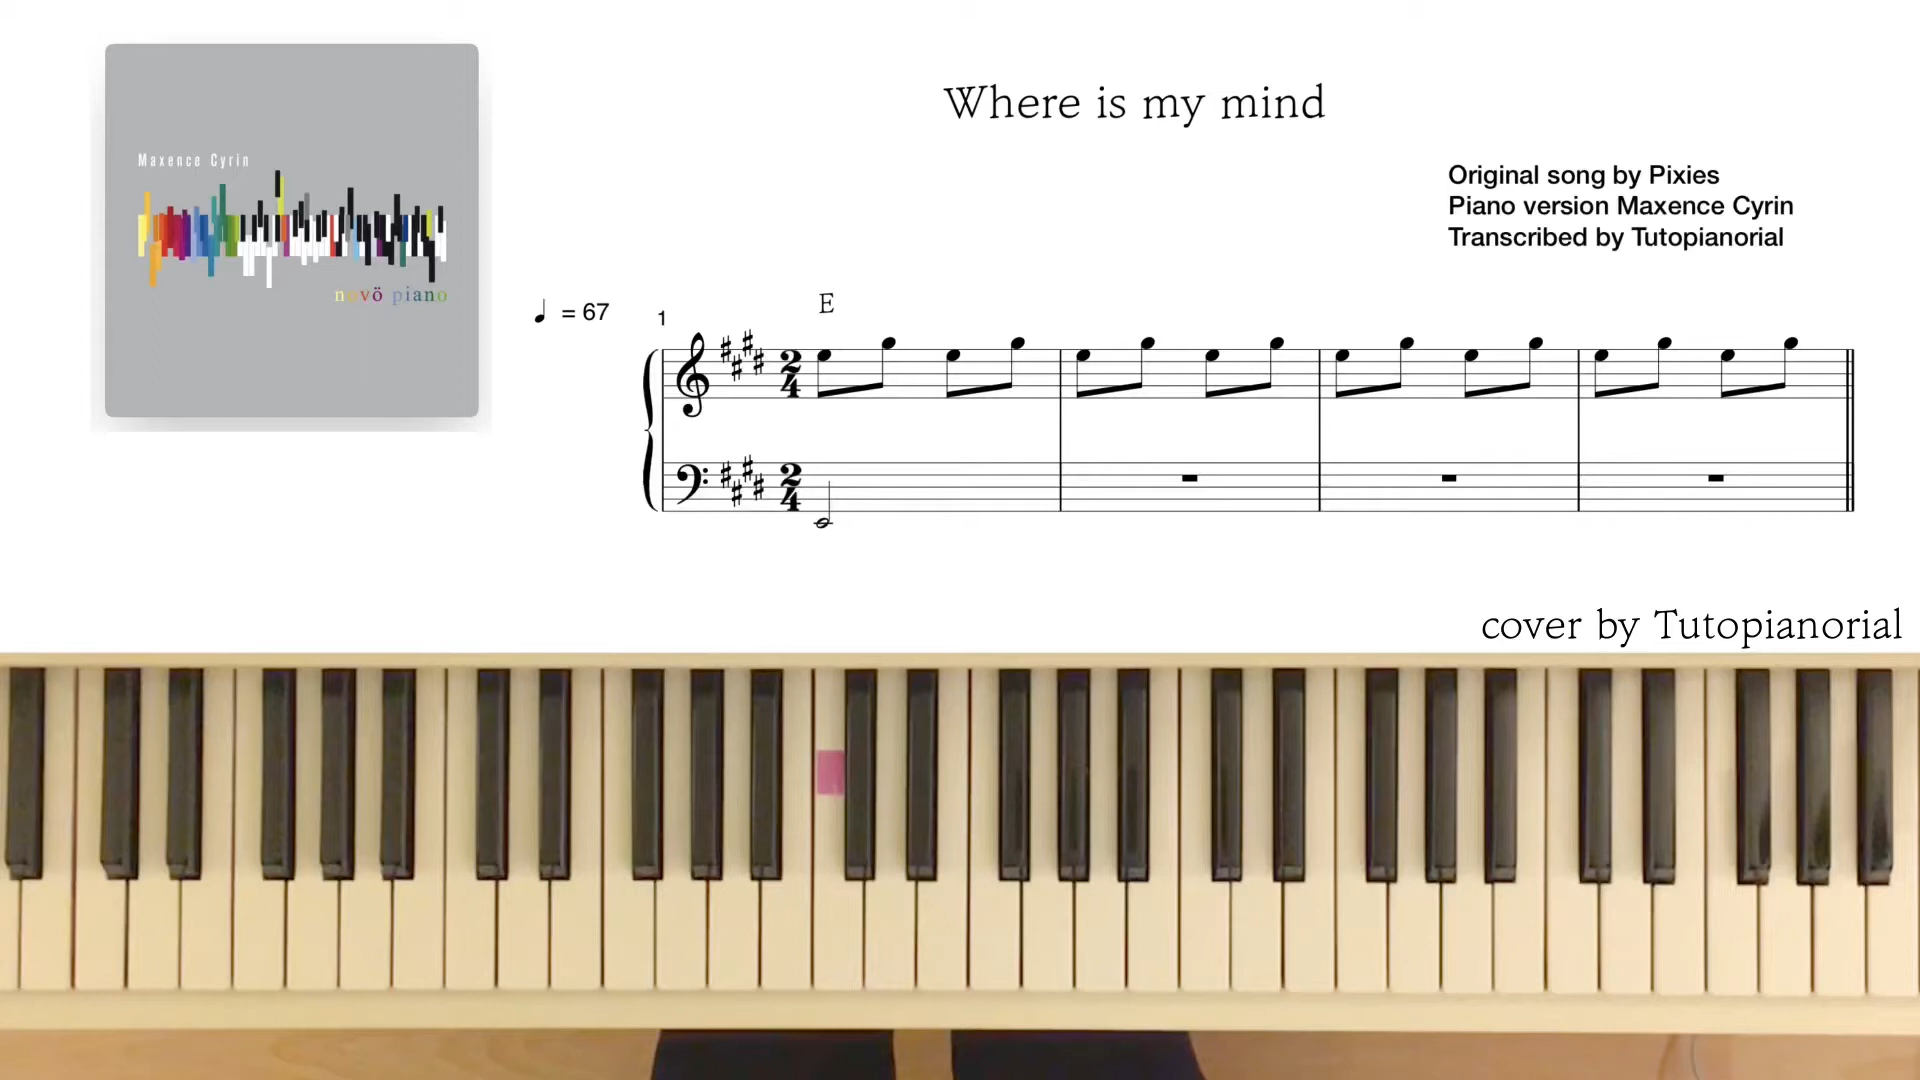 Where is my mind
Maxence Cyrin
novö piano
Original song by Pixies
Piano version Maxence Cyrin
Transcribed by Tutopianorial
= 67
1
E
2
4
2
4
cover by Tutopianorial